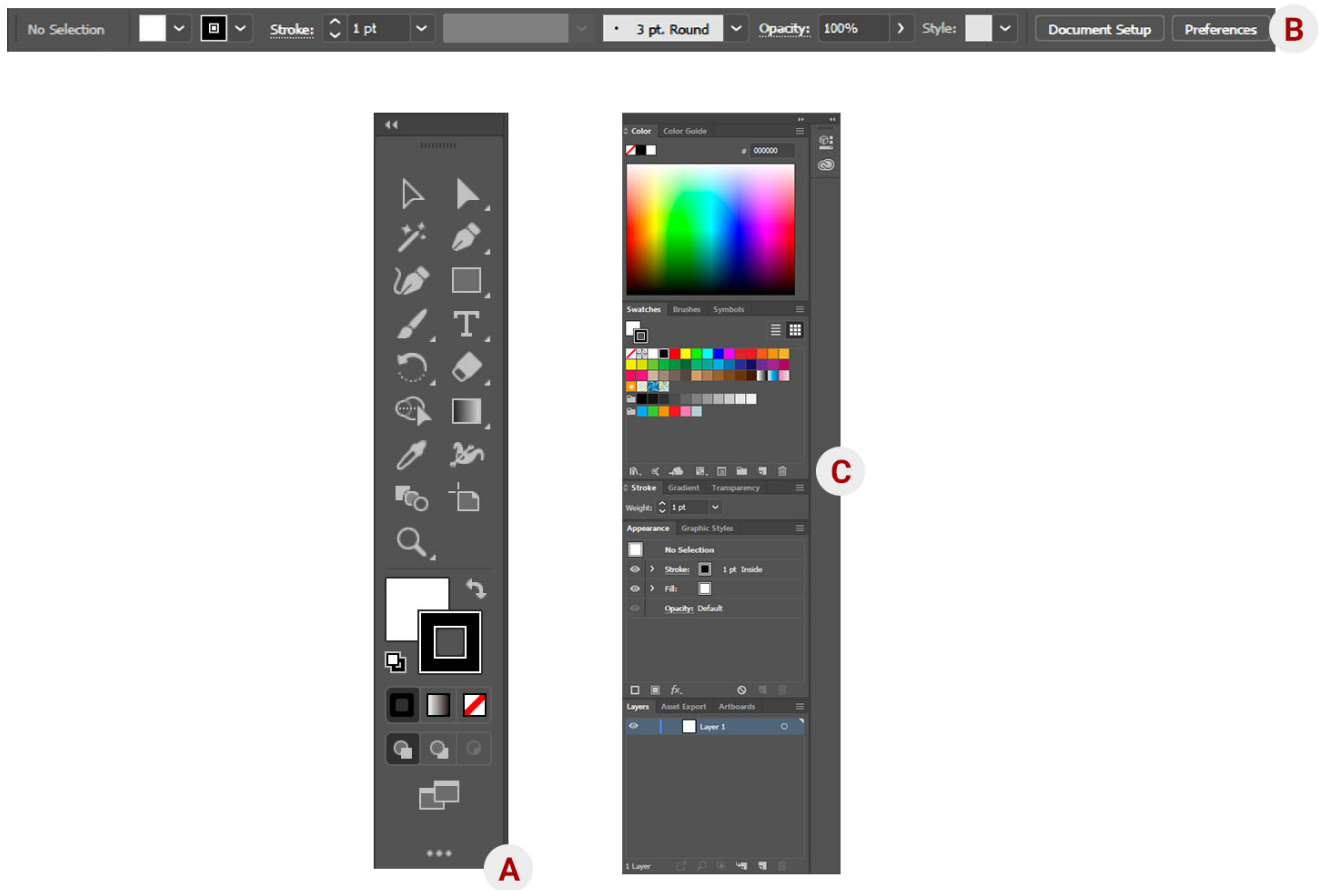 No Selection Stroke: 1 pt 3 pt. Round Opacity: 100% Style: Document Setup Preferences B
T
A
Color Color Guide
# 000000
Swatches Brushes Symbols
C
Stroke Gradient Transparency
Weight: 1 pt
Appearance Graphic Styles
No Selection
Stroke: 1 pt Inside
Fill:
Opacity: Default
fx.
Layers Asset Export Artboards
Layer 1
1 Layer